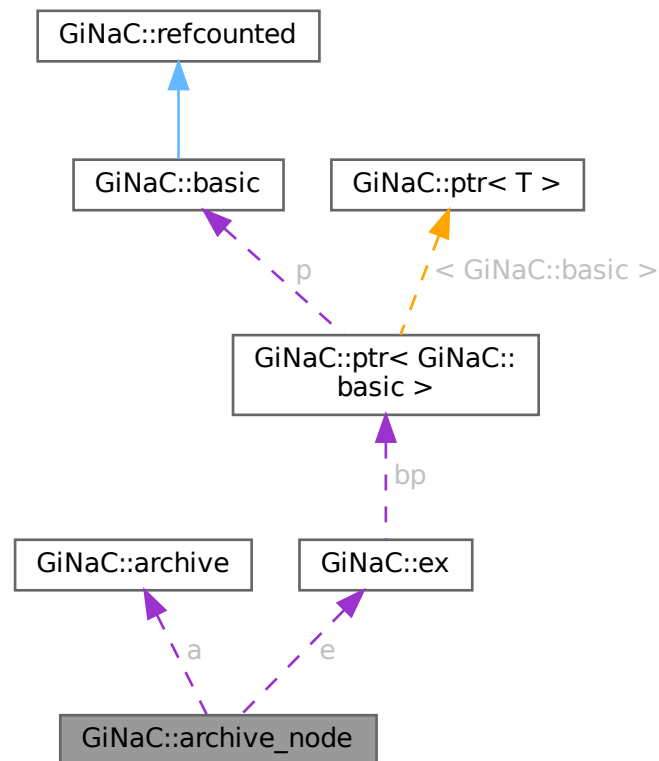 GiNaC::refcounted
GiNaC::basic
GiNaC::ptr< T >
p
< GiNaC::basic >
GiNaC::ptr< GiNaC::
basic >
bp
GiNaC::archive
GiNaC::ex
a
e
GiNaC::archive_node